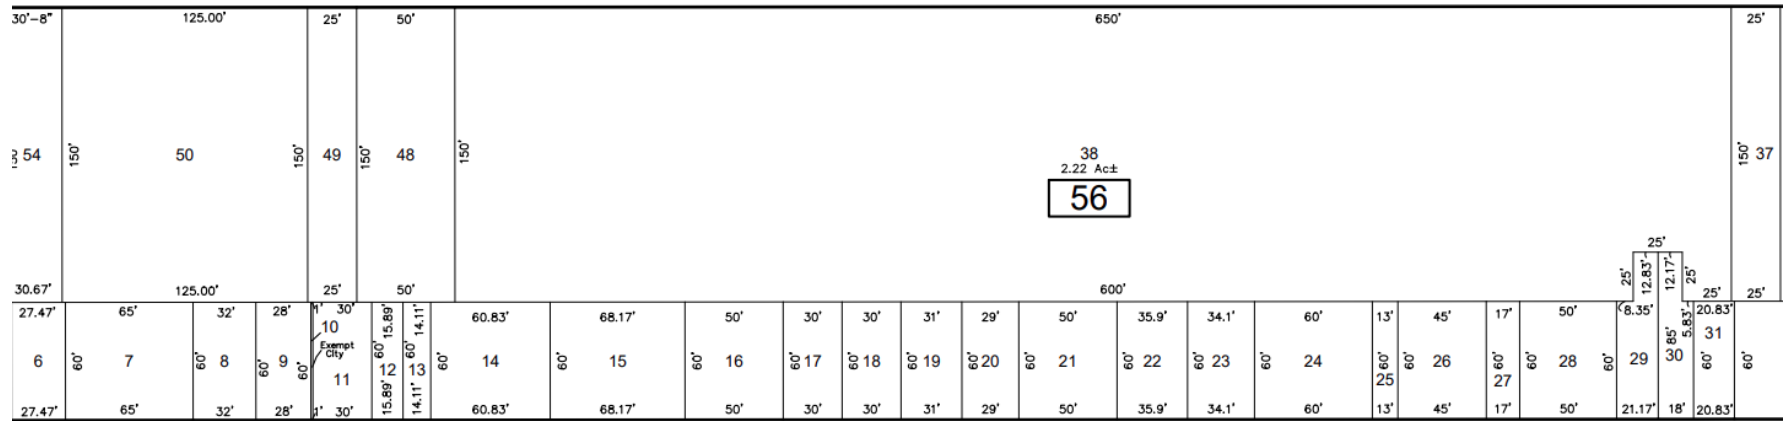 30'-8" 125.00' 25' 50' 650' 25'
150' 54 150' 50 150' 49 150' 48 150' 38 150' 37
2.22 Ac±
56
25'
25' 12.83' 12.17' 25'
30.67' 125.00' 25' 50' 600' 25' 25'
27.47' 65' 32' 28' 1' 30' 15.89' 14.11' 60.83' 68.17' 50' 30' 30' 31' 29' 50' 35.9' 34.1' 60' 13' 45' 17' 50' 8.35' 5.83' 20.83'
10 31
Exempt
City
85'
6 60' 7 60' 8 60' 9 60' 11 60' 12 60' 13 60' 14 60' 15 60' 16 60' 17 60' 18 60' 19 60' 20 60' 21 60' 22 60' 23 60' 24 60' 25 60' 26 60' 27 60' 28 60' 29 30 60' 60'
27.47' 65' 32' 28' 1' 30' 15.89' 14.11' 60.83' 68.17' 50' 30' 30' 31' 29' 50' 35.9' 34.1' 60' 13' 45' 17' 50' 21.17' 18' 20.83'